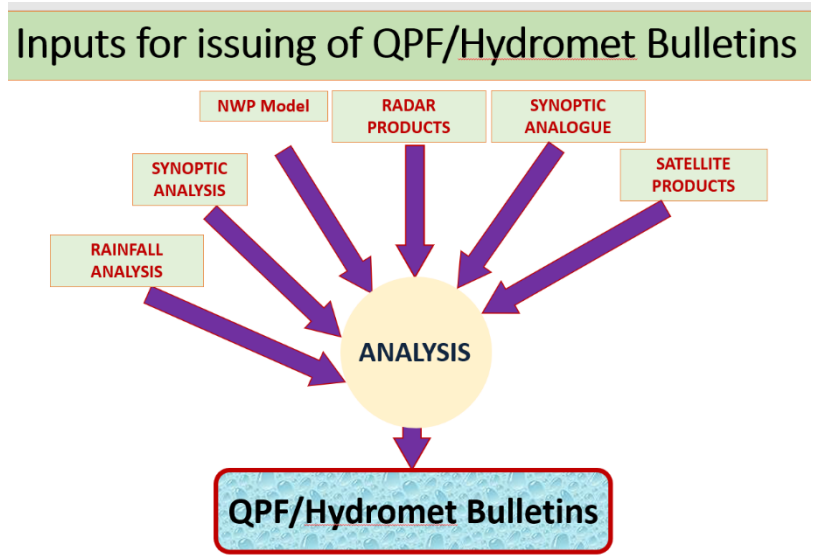 Inputs for issuing of QPF/Hydromet Bulletins
NWP Model
RADAR
PRODUCTS
SYNOPTIC
ANALOGUE
SYNOPTIC
ANALYSIS
SATELLITE
PRODUCTS
RAINFALL
ANALYSIS
ANALYSIS
QPF/Hydromet Bulletins